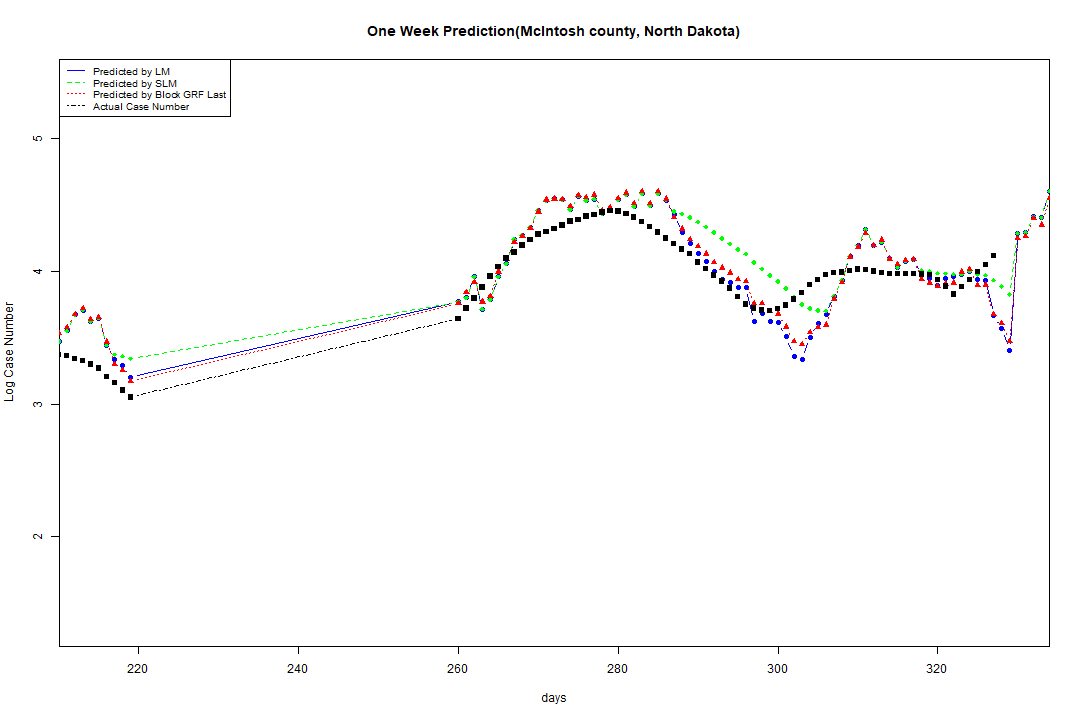 One Week Prediction(McIntosh county, North Dakota)
Predicted by LM
Predicted by SLM
Predicted by Block GRF Last
Actual Case Number
5
4
3
2
Log Case Number
220 240 260 280 300 320
days